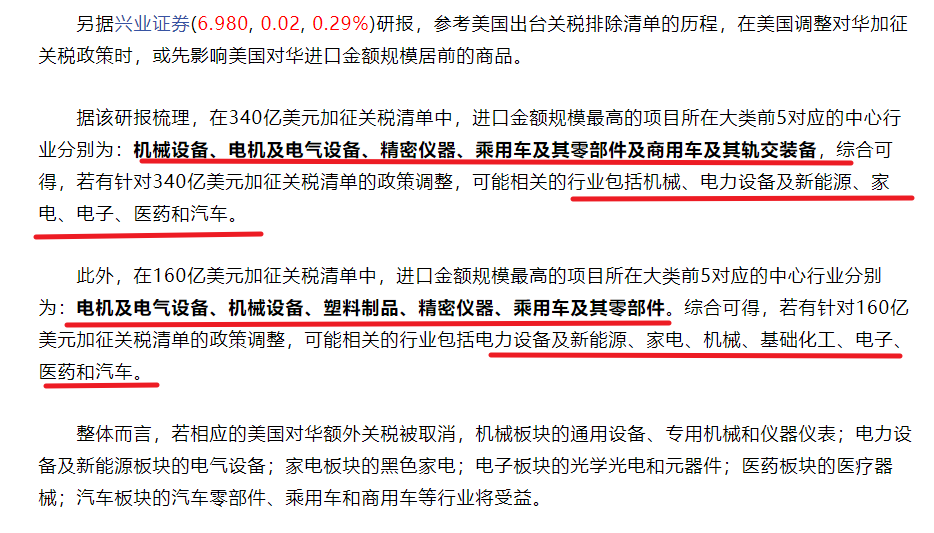 另据兴业证券(6.980, 0.02, 0.29%)研报，参考美国出台关税排除清单的历程，在美国调整对华加征
关税政策时，或先影响美国对华进口金额规模居前的商品。
据该研报梳理，在340亿美元加征关税清单中，进口金额规模最高的项目所在大类前5对应的中心行
业分别为：机械设备、电机及电气设备、精密仪器、乘用车及其零部件及商用车及其轨交装备，综合可
得，若有针对340亿美元加征关税清单的政策调整，可能相关的行业包括机械、电力设备及新能源、家
电、电子、医药和汽车。
此外，在160亿美元加征关税清单中，进口金额规模最高的项目所在大类前5对应的中心行业分别
为：电机及电气设备、机械设备、塑料制品、精密仪器、乘用车及其零部件。综合可得，若有针对160亿
美元加征关税清单的政策调整，可能相关的行业包括电力设备及新能源、家电、机械、基础化工、电子、
医药和汽车。
整体而言，若相应的美国对华额外关税被取消，机械板块的通用设备、专用机械和仪器仪表；电力设
备及新能源板块的电气设备；家电板块的黑色家电；电子板块的光学光电和元器件；医药板块的医疗器
械；汽车板块的汽车零部件、乘用车和商用车等行业将受益。